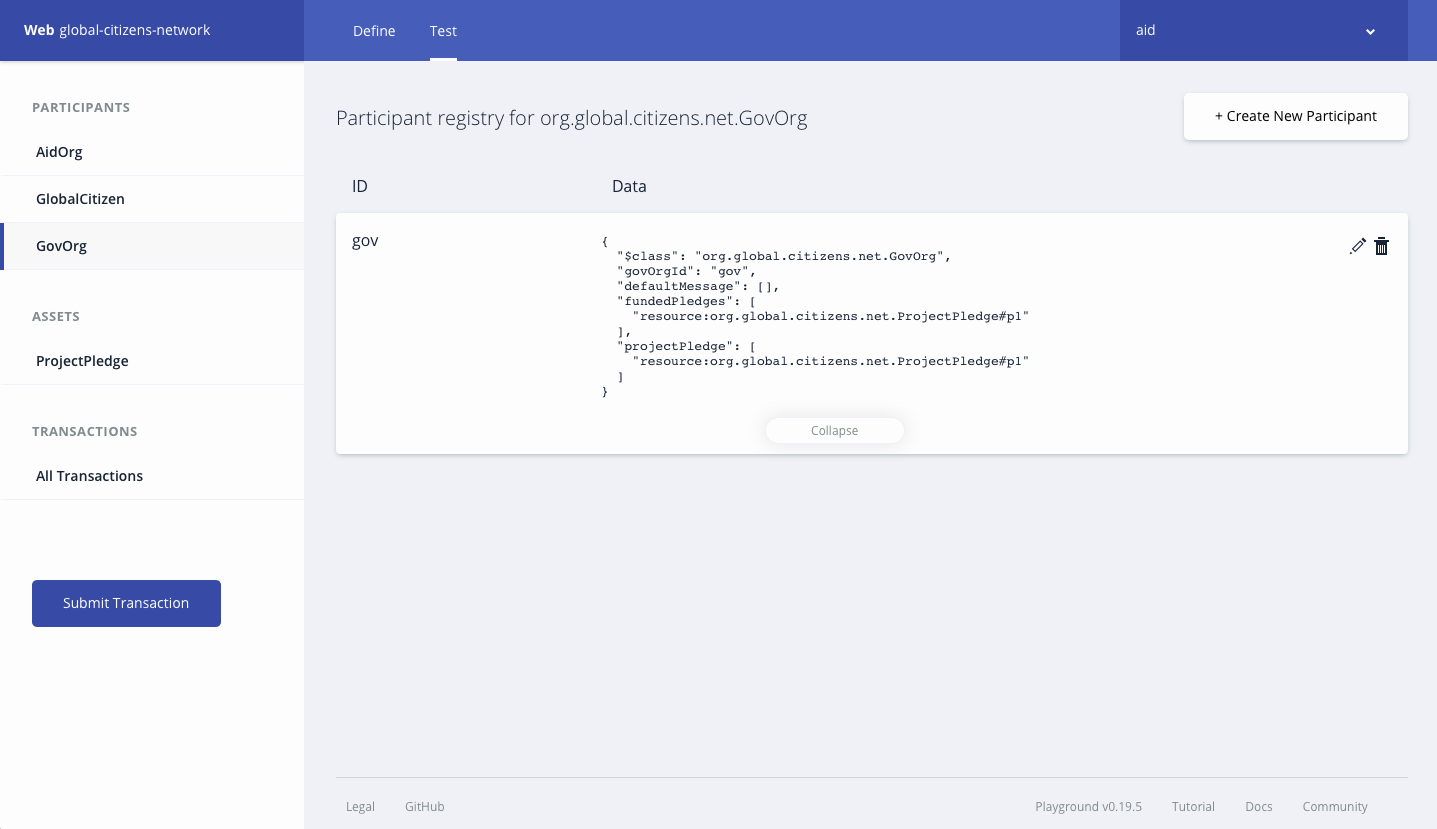 Web global-citizens-network
Define
Test
aid
PARTICIPANTS
AidOrg
GlobalCitizen
GovOrg
ASSETS
ProjectPledge
TRANSACTIONS
All Transactions
Submit Transaction
Participant registry for org.global.citizens.net.GovOrg
+ Create New Participant
ID
Data
gov
{
  "$class": "org.global.citizens.net.GovOrg",
  "govOrgId": "gov",
  "defaultMessage": [],
  "fundedPledges": [
    "resource:org.global.citizens.net.ProjectPledge#p1"
  ],
  "projectPledge": [
    "resource:org.global.citizens.net.ProjectPledge#p1"
  ]
}
Collapse
Legal
GitHub
Playground v0.19.5
Tutorial
Docs
Community